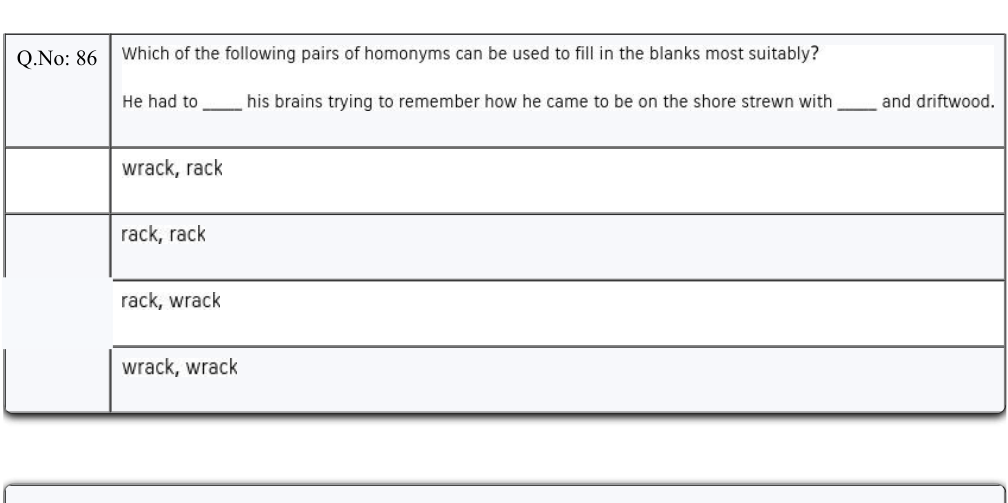 Q.No: 86
Which of the following pairs of homonyms can be used to fill in the blanks most suitably?
He had to _____ his brains trying to remember how he came to be on the shore strewn with _____ and driftwood.
wrack, rack
rack, rack
rack, wrack
wrack, wrack